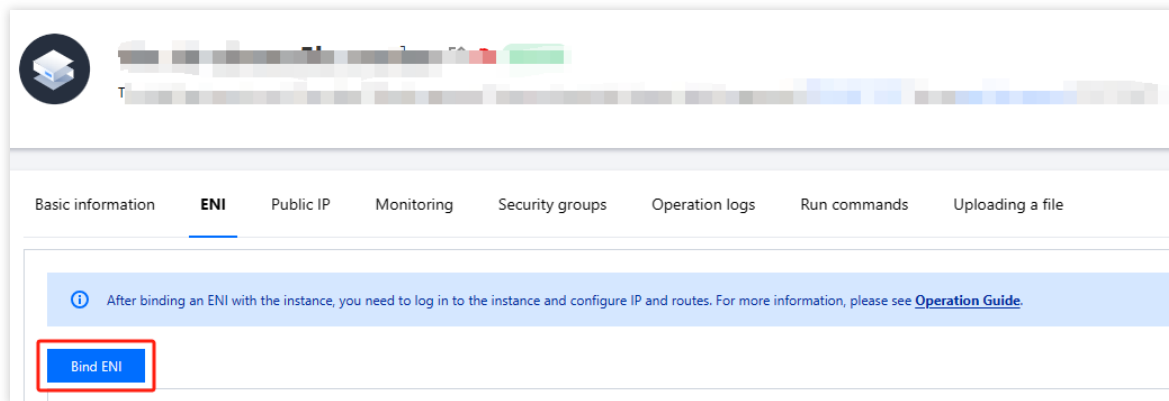 Basic information ENI Public IP Monitoring Security groups Operation logs Run commands Uploading a file
After binding an ENI with the instance, you need to log in to the instance and configure IP and routes. For more information, please see Operation Guide.
Bind ENI